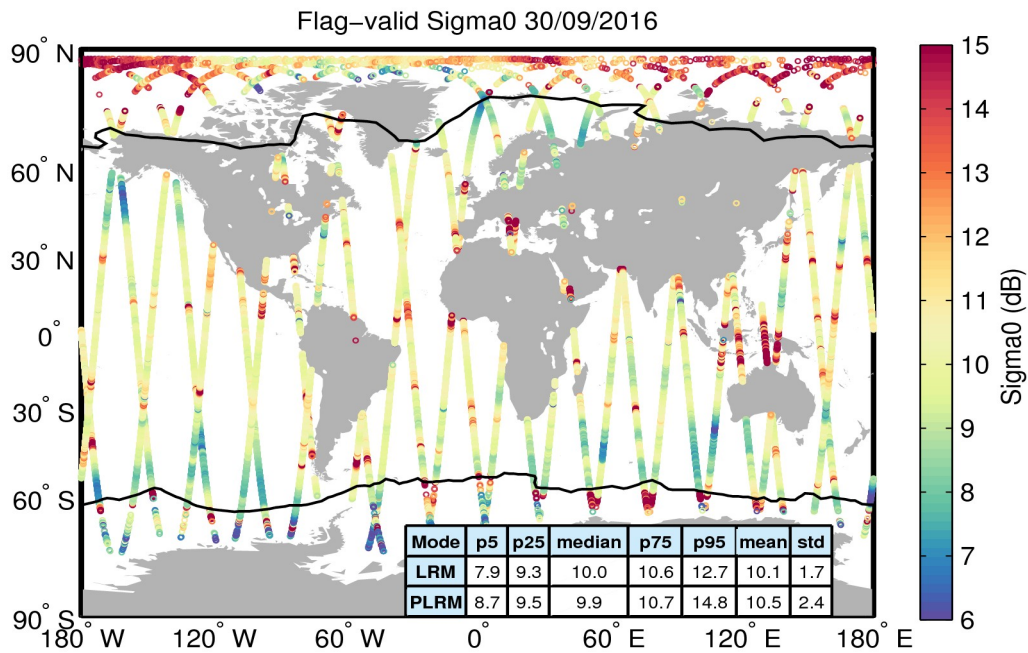 Flag−valid Sigma0 30/09/2016
90° N
60° N
30° N
0°
30° S
60° S
90° S
180° W
120° W
60° W
0°
60° E
120° E
180° E
Mode p5 p25 median p75 p95 mean std
LRM 7.9 9.3 10.0 10.6 12.7 10.1 1.7
PLRM 8.7 9.5 9.9 10.7 14.8 10.5 2.4
15
14
13
12
11
10
9
8
7
6
Sigma0 (dB)